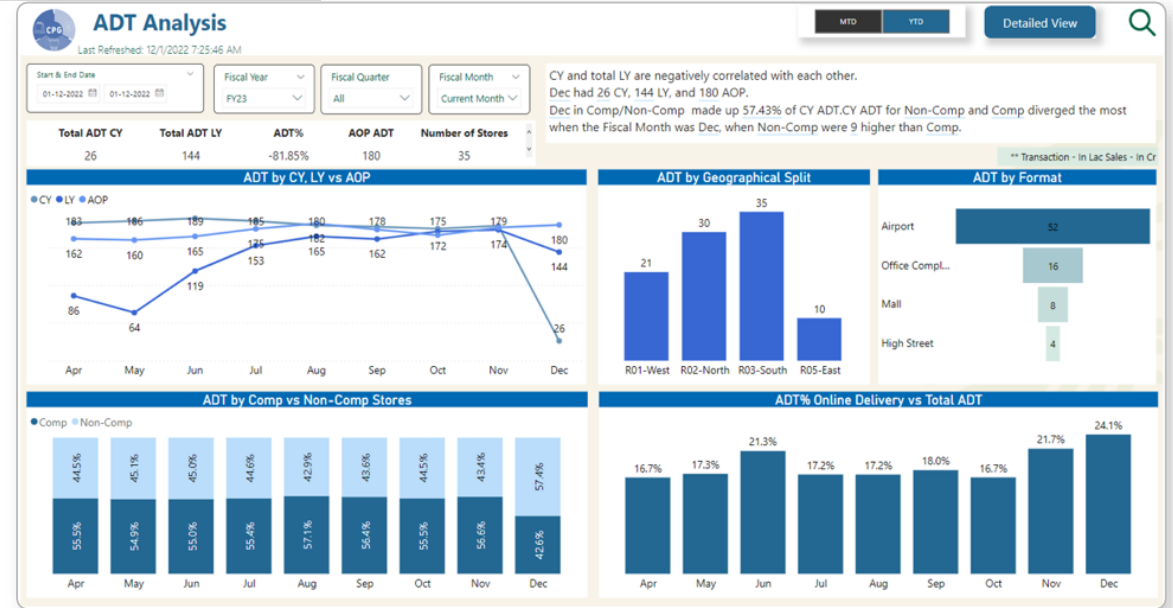 CPG
ADT Analysis
Last Refreshed: 12/1/2022 7:25:46 AM
MTD YTD
Detailed View
Start & End Date
01-12-2022 01-12-2022
Fiscal Year
FY23
Fiscal Quarter
All
Fiscal Month
Current Month
CY and total LY are negatively correlated with each other.
Dec had 26 CY, 144 LY, and 180 AOP.
Dec in Comp/Non-Comp made up 57.43% of CY ADT.CY ADT for Non-Comp and Comp diverged the most
when the Fiscal Month was Dec, when Non-Comp were 9 higher than Comp.
Total ADT CY Total ADT LY ADT% AOP ADT Number of Stores
26 144 -81.85% 180 35
** Transaction - In Lac Sales - In Cr
ADT by CY, LY vs AOP
CY LY AOP
183 186 189 185 180 178 175 179
162 160 165 175 182 162 172 174 180
153 165 144
119
86
64
26
Apr May Jun Jul Aug Sep Oct Nov Dec
ADT by Geographical Split
35
30
21
10
R01-West R02-North R03-South R05-East
ADT by Format
Airport 52
Office Compl... 16
Mall 8
High Street 4
ADT by Comp vs Non-Comp Stores
Comp Non-Comp
44.5% 45.1% 45.0% 44.6% 42.9% 43.6% 44.5% 43.4% 57.4%
55.5% 54.9% 55.0% 55.4% 57.1% 56.4% 55.5% 56.6% 42.6%
Apr May Jun Jul Aug Sep Oct Nov Dec
ADT% Online Delivery vs Total ADT
16.7% 17.3% 21.3% 17.2% 17.2% 18.0% 16.7% 21.7% 24.1%
Apr May Jun Jul Aug Sep Oct Nov Dec